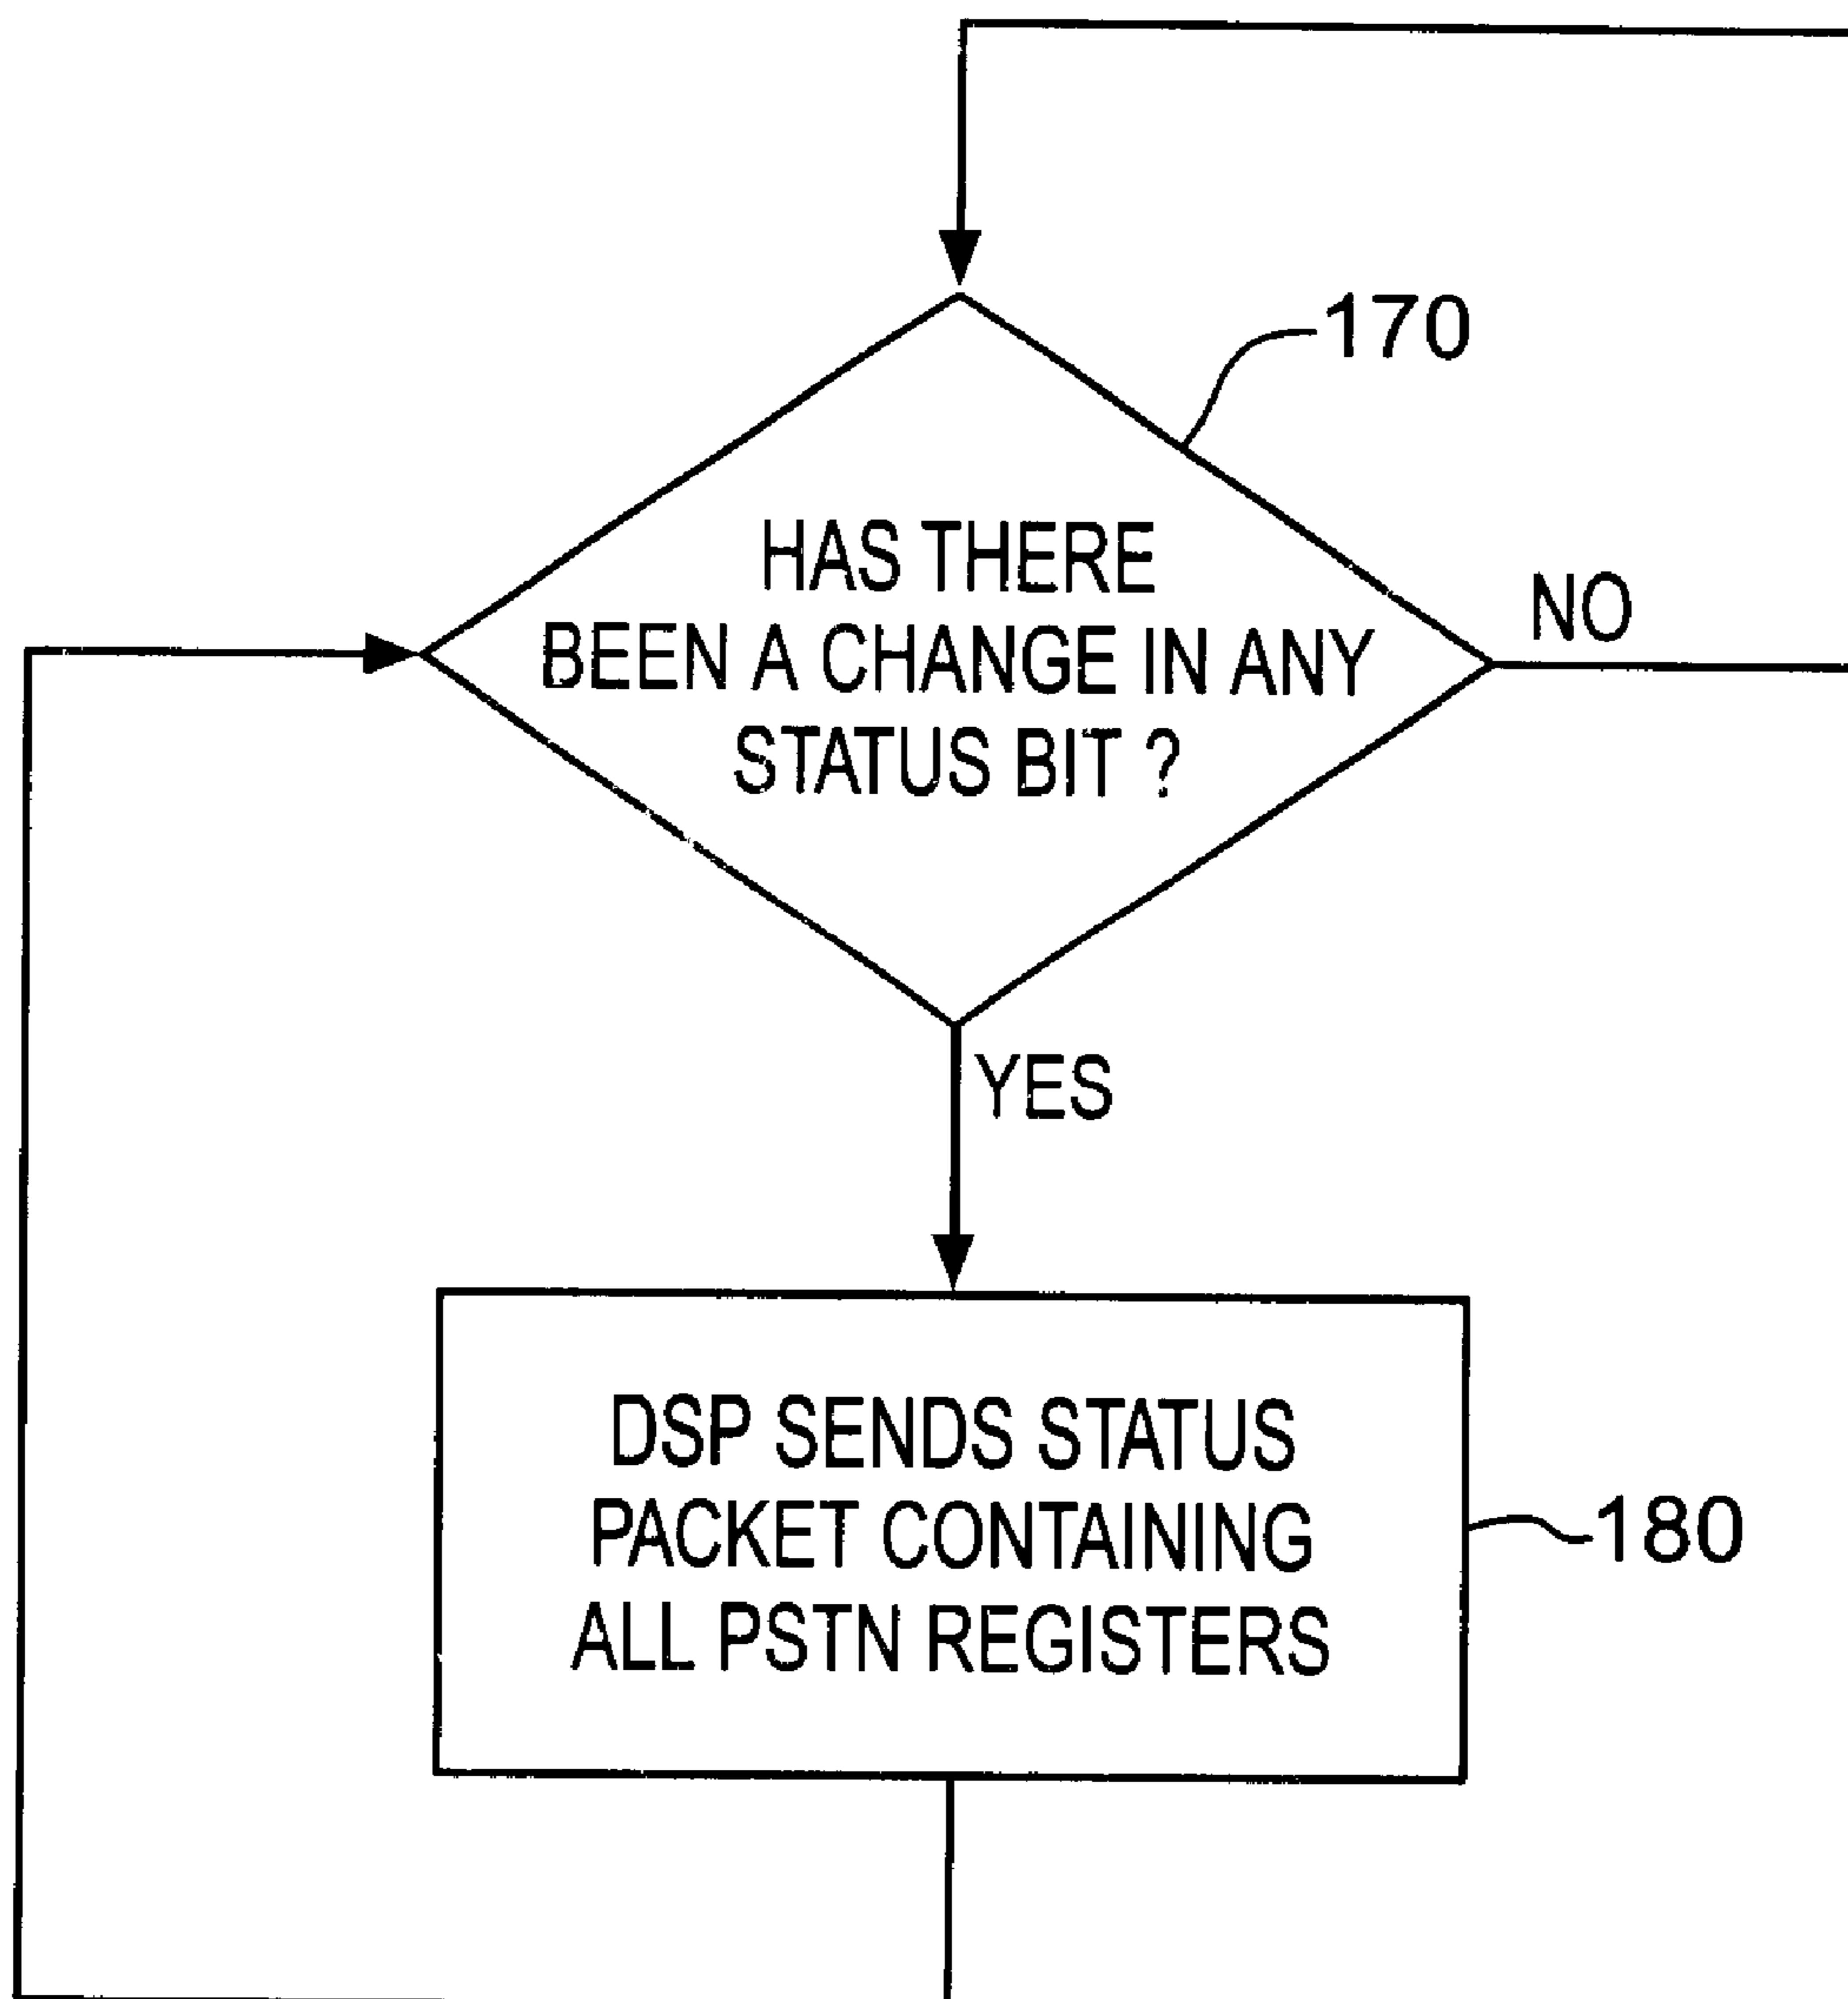 170
HAS THERE
BEEN A CHANGE IN ANY
STATUS BIT ?
NO
YES
DSP SENDS STATUS
PACKET CONTAINING
ALL PSTN REGISTERS
180